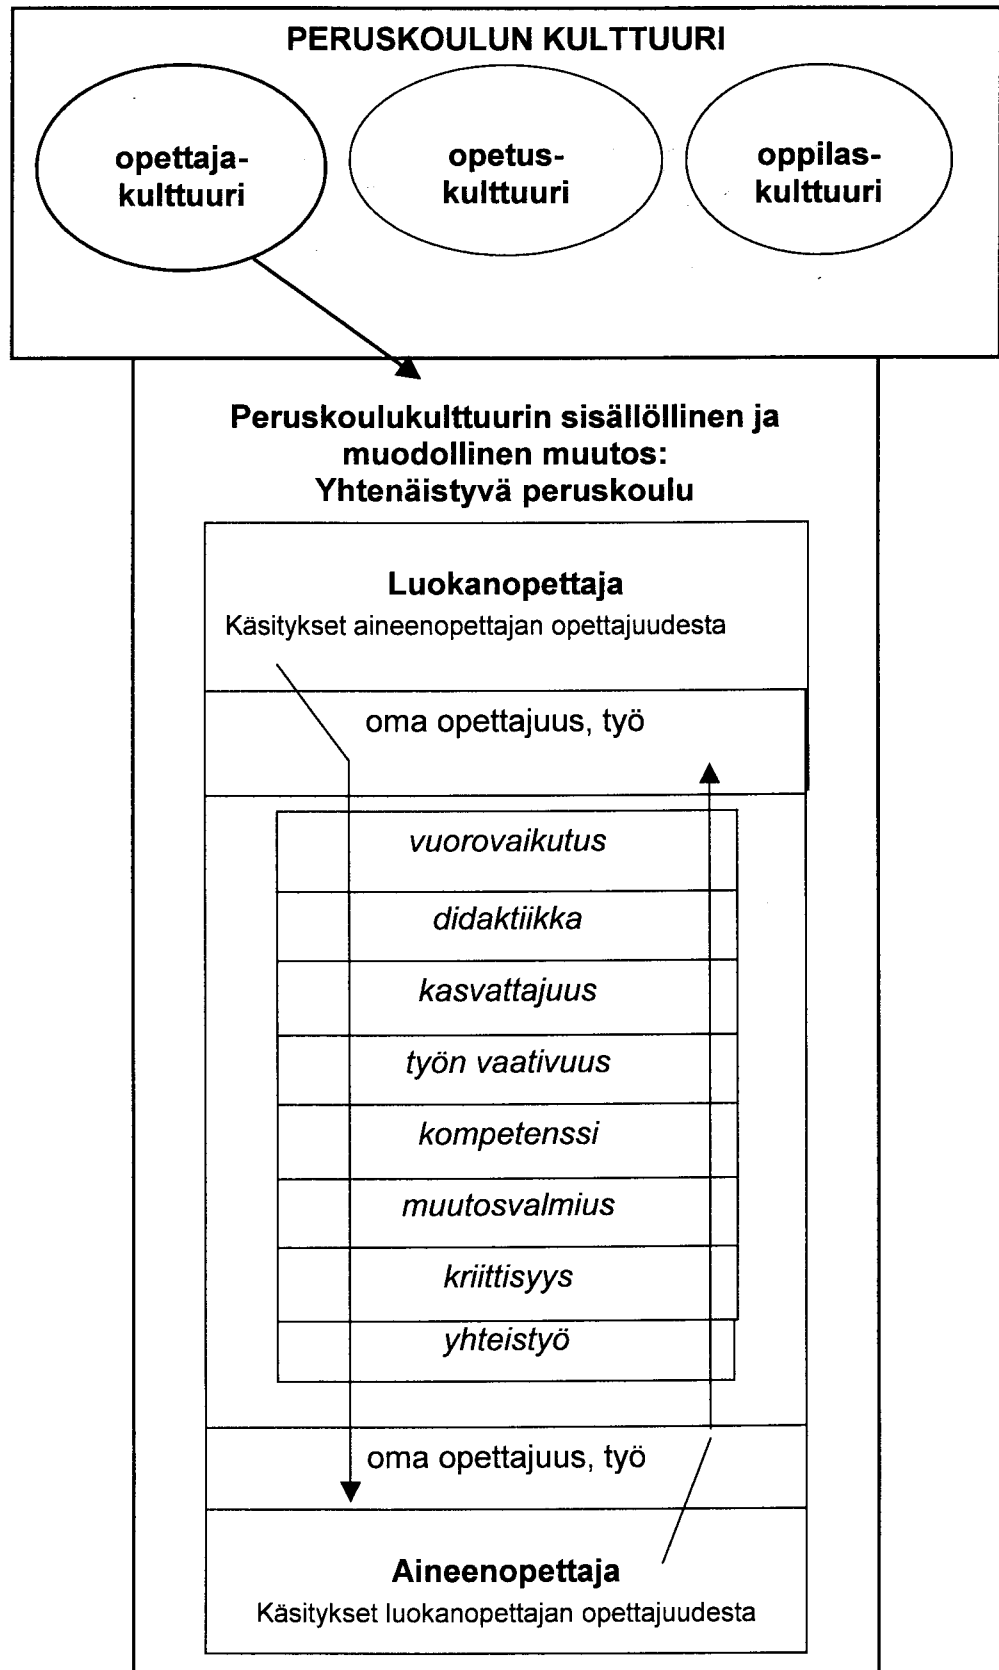 PERUSKOULUN KULTTUURI
opettaja-
kulttuuri
opetus-
kulttuuri
oppilas-
kulttuuri
Peruskoulukulttuurin sisällöllinen ja
muodollinen muutos:
Yhtenäistyvä peruskoulu
Luokanopettaja
Käsitykset aineenopettajan opettajuudesta
oma opettajuus, työ
vuorovaikutus
didaktiikka
kasvattajuus
työn vaativuus
kompetenssi
muutosvalmius
kriittisyys
yhteistyö
oma opettajuus, työ
Aineenopettaja
Käsitykset luokanopettajan opettajuudesta